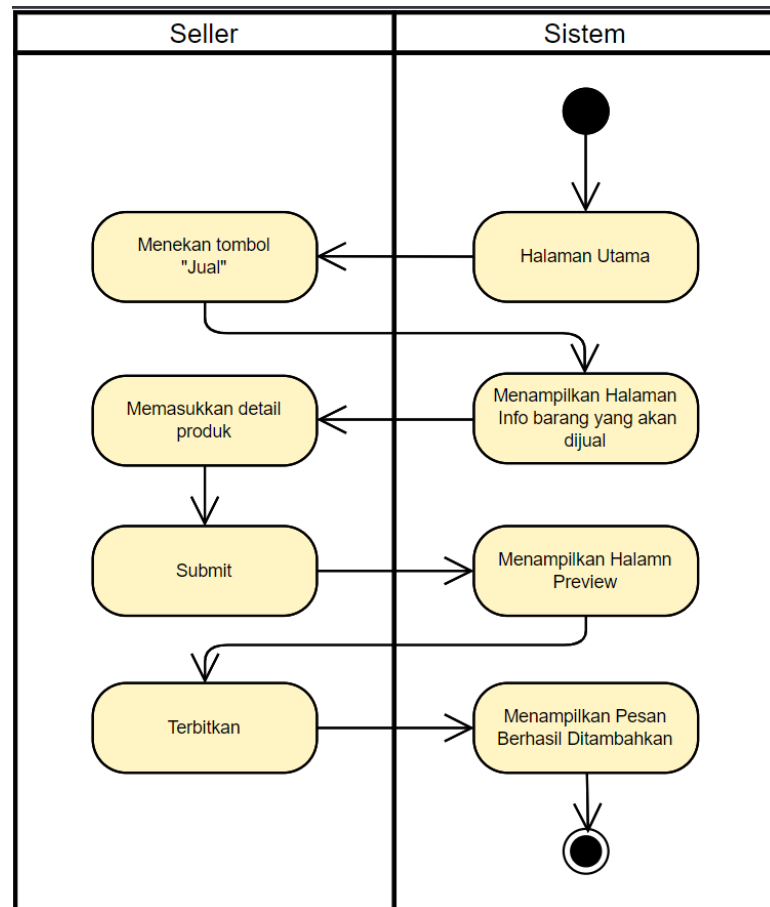 Seller
Sistem
Menekan tombol
"Jual"
Halaman Utama
Memasukkan detail
produk
Menampilkan Halaman
Info barang yang akan
dijual
Submit
Menampilkan Halamn
Preview
Terbitkan
Menampilkan Pesan
Berhasil Ditambahkan